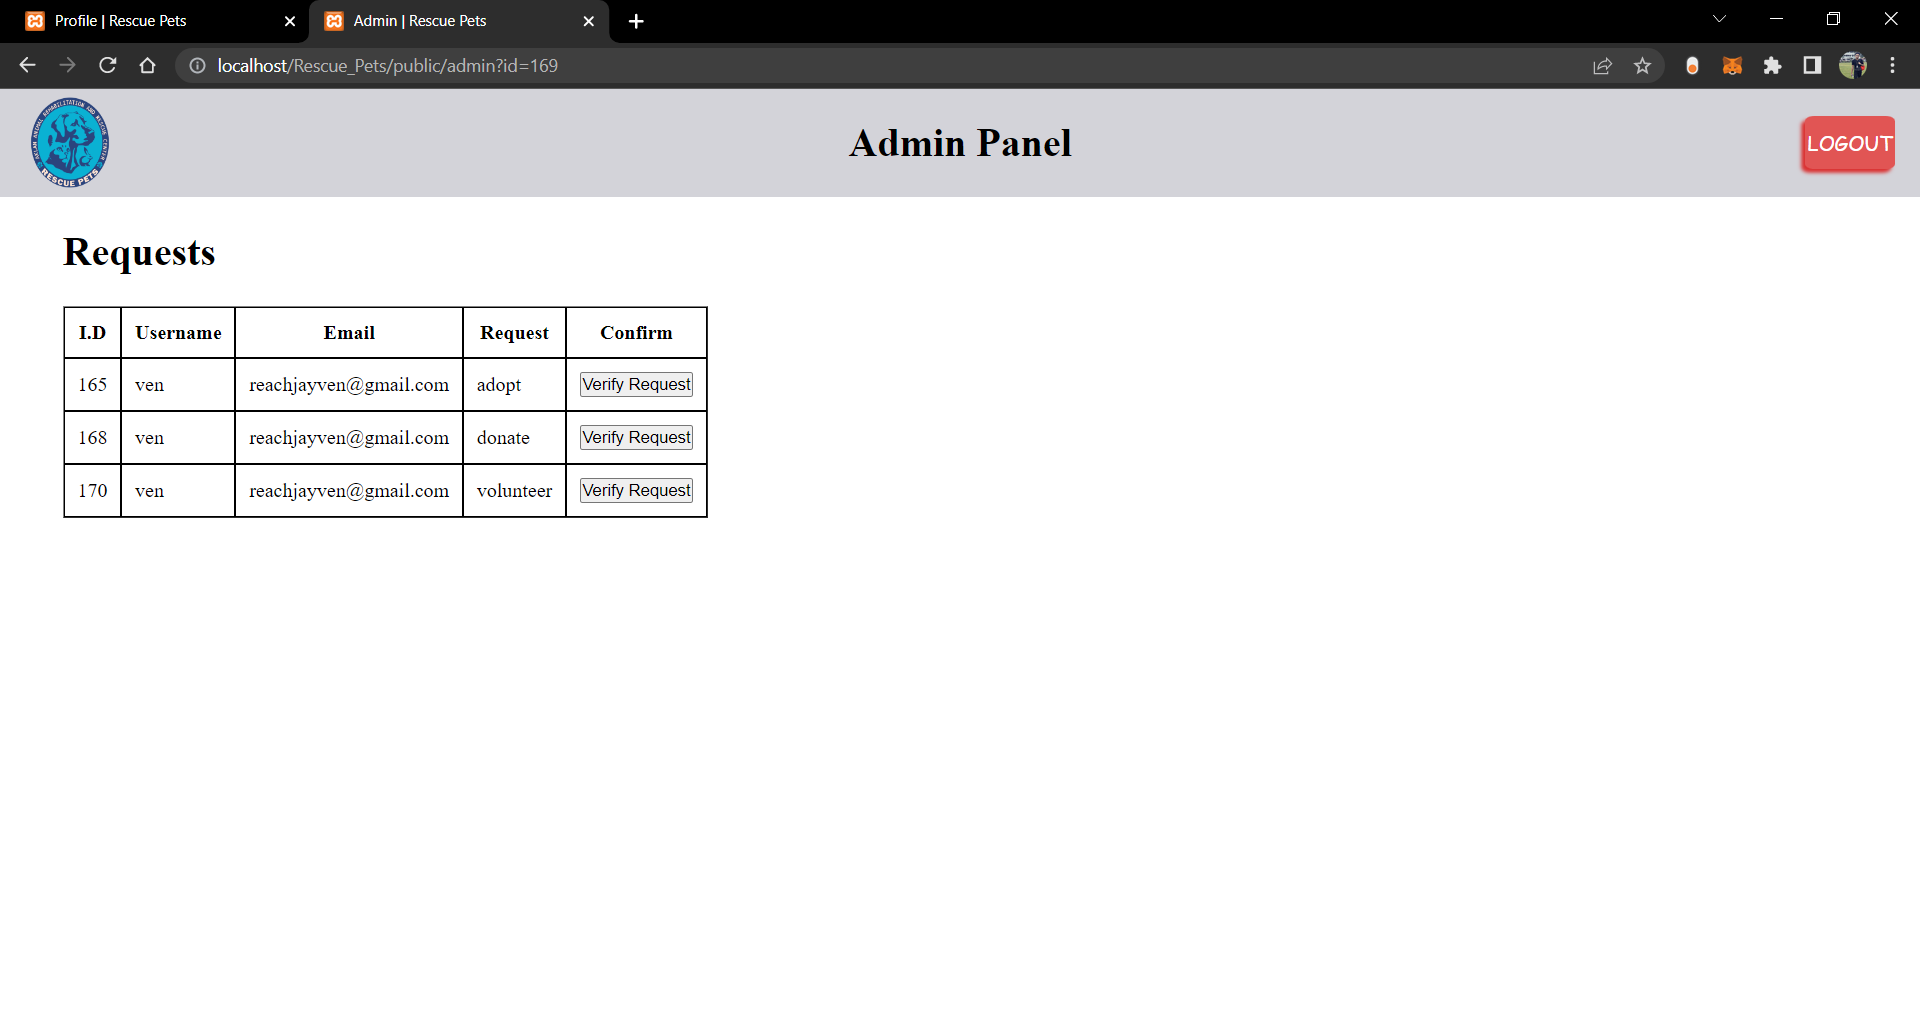 Profile | Rescue Pets
Admin | Rescue Pets
localhost/Rescue_Pets/public/admin?id=169
RESCUE PETS
Admin Panel
LOGOUT
Requests
I.D Username Email Request Confirm
165 ven reachjayven@gmail.com adopt Verify Request
168 ven reachjayven@gmail.com donate Verify Request
170 ven reachjayven@gmail.com volunteer Verify Request